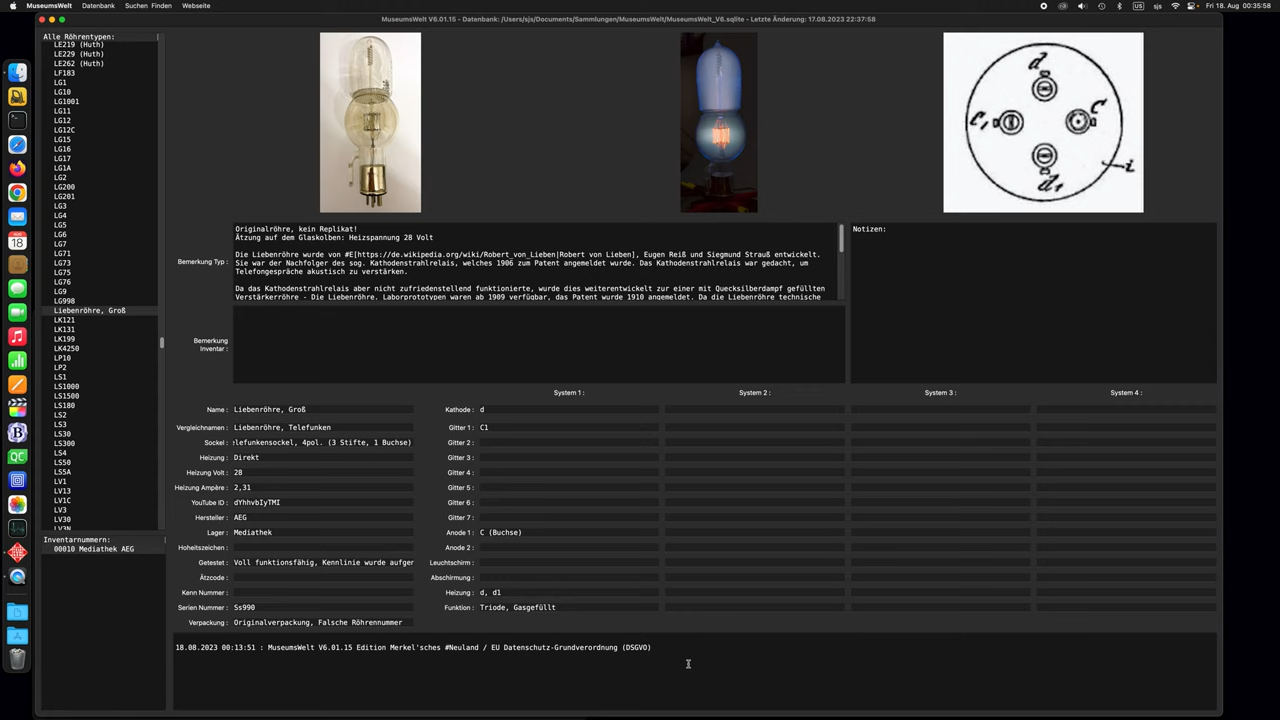 MuseumsWelt Datenbank Suchen Finden Webseite
US sjs Fri 18. Aug 00:35:58
MuseumsWelt V6.01.15 - Datenbank: /Users/sjs/Documents/Sammlungen/MuseumsWelt/MuseumsWelt_V6.sqlite - Letzte Änderung: 17.08.2023 22:37:58
Alle Röhrentypen:
LE219 (Huth)
LE229 (Huth)
LE262 (Huth)
LF183
LG1
LG10
LG1001
LG11
LG12
LG12C
LG15
LG16
LG17
LG1A
LG2
LG200
LG201
LG3
LG4
LG5
LG6
LG7
LG71
LG73
LG75
LG76
LG9
LG998
Liebenröhre, Groß
LK121
LK131
LK199
LK4250
LP10
LP2
LS1
LS1000
LS1500
LS180
LS2
LS3
LS30
LS300
LS4
LS50
LS5A
LV1
LV13
LV1C
LV3
LV30
LV3N
Inventarnummern:
00010 Mediathek AEG
d
C1
C
d1
i
Bemerkung Typ :
Originalröhre, kein Replikat!
Ätzung auf dem Glaskolben: Heizspannung 28 Volt
Die Liebenröhre wurde von #E[https://de.wikipedia.org/wiki/Robert_von_Lieben|Robert von Lieben], Eugen Reiß und Siegmund Strauß entwickelt.
Sie war der Nachfolger des sog. Kathodenstrahlrelais, welches 1906 zum Patent angemeldet wurde. Das Kathodenstrahlrelais war gedacht, um
Telefongespräche akustisch zu verstärken.
Da das Kathodenstrahlrelais aber nicht zufriedenstellend funktionierte, wurde dies weiterentwickelt zur einer mit Quecksilberdampf gefüllten
Verstärkerröhre - Die Liebenröhre. Laborprototypen waren ab 1909 verfügbar, das Patent wurde 1910 angemeldet. Da die Liebenröhre technische
Notizen:
Bemerkung
Inventar :
System 1 : System 2 : System 3 : System 4 :
Name : Liebenröhre, Groß
Vergleichnamen : Liebenröhre, Telefunken
Sockel : elefunkensockel, 4pol. (3 Stifte, 1 Buchse)
Heizung : Direkt
Heizung Volt : 28
Heizung Ampère : 2,31
YouTube ID : dYhhvbIyTMI
Hersteller : AEG
Lager : Mediathek
Hoheitszeichen :
Getestet : Voll funktionsfähig, Kennlinie wurde aufgen
Ätzcode :
Kenn Nummer :
Serien Nummer : Ss990
Verpackung : Originalverpackung, Falsche Röhrennummer
Kathode : d
Gitter 1 : C1
Gitter 2 :
Gitter 3 :
Gitter 4 :
Gitter 5 :
Gitter 6 :
Gitter 7 :
Anode 1 : C (Buchse)
Anode 2 :
Leuchtschirm :
Abschirmung :
Heizung : d, d1
Funktion : Triode, Gasgefüllt
18.08.2023 00:13:51 : MuseumsWelt V6.01.15 Edition Merkel'sches #Neuland / EU Datenschutz-Grundverordnung (DSGVO)